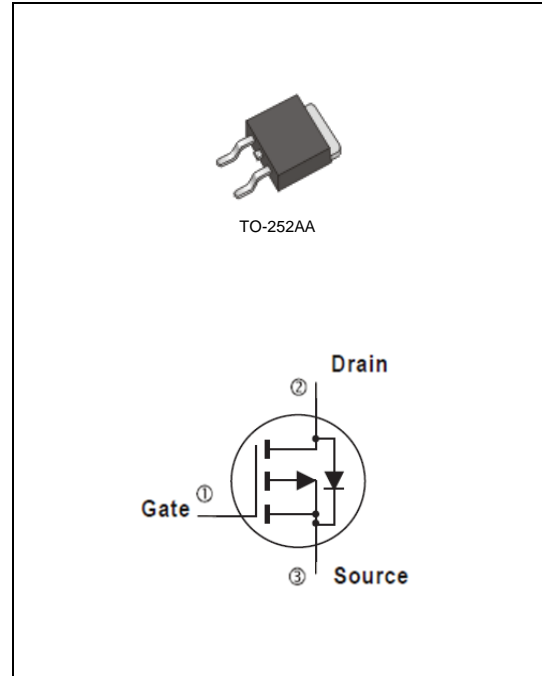 TO-252AA
Drain
②
①
Gate
③ Source